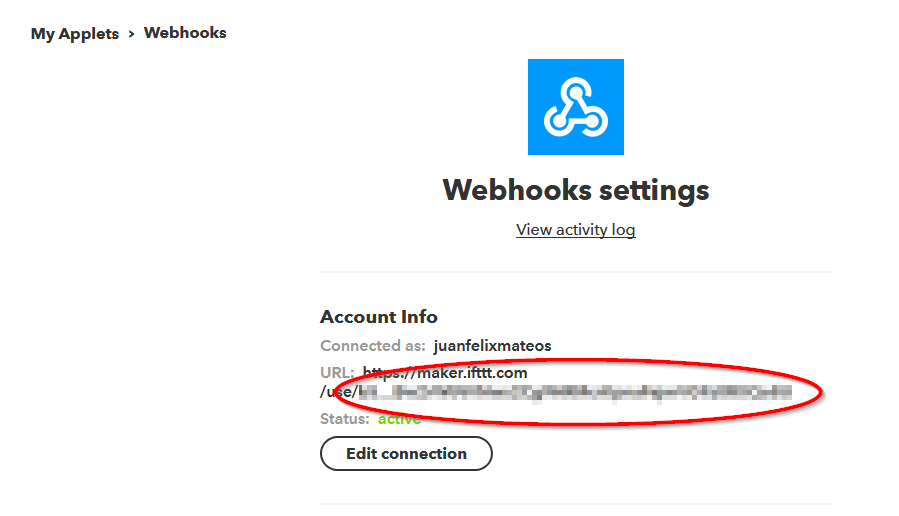 My Applets › Webhooks
Webhooks settings
View activity log
Account Info
Connected as: juanfelixmateos
URL: https://maker.ifttt.com
/use/
Status: active
Edit connection